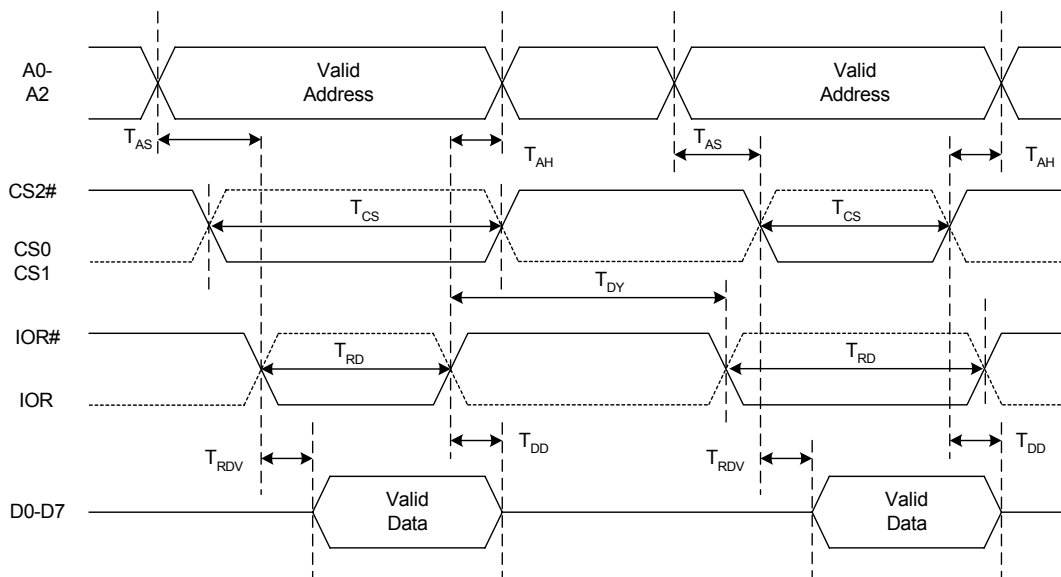 A0-
A2
Valid
Address
Valid
Address
TAS
TAH
TAS
TAH
CS2#
TCS
TCS
CS0
CS1
TDY
IOR#
TRD
TRD
IOR
TRDV
TDD
TRDV
TDD
D0-D7
Valid
Data
Valid
Data